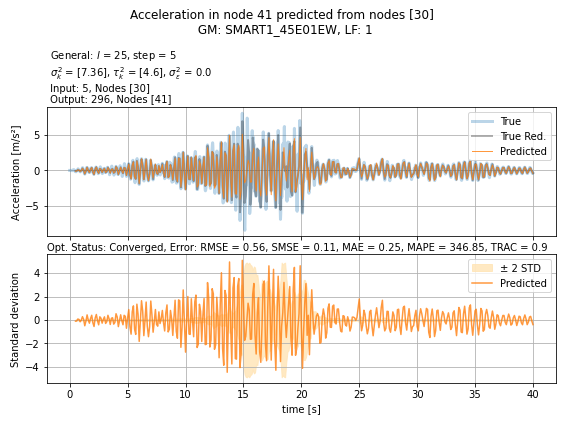 Acceleration in node 41 predicted from nodes [30]
GM: SMART1_45E01EW, LF: 1
General: l = 25, step = 5
σ²ₖ = [7.36], τ²ₖ = [4.6], σ²ₑ = 0.0
Input: 5, Nodes [30]
Output: 296, Nodes [41]
Acceleration [m/s²]
5
0
−5
True
True Red.
Predicted
Opt. Status: Converged, Error: RMSE = 0.56, SMSE = 0.11, MAE = 0.25, MAPE = 346.85, TRAC = 0.9
Standard deviation
4
2
0
−2
−4
± 2 STD
Predicted
0 5 10 15 20 25 30 35 40
time [s]